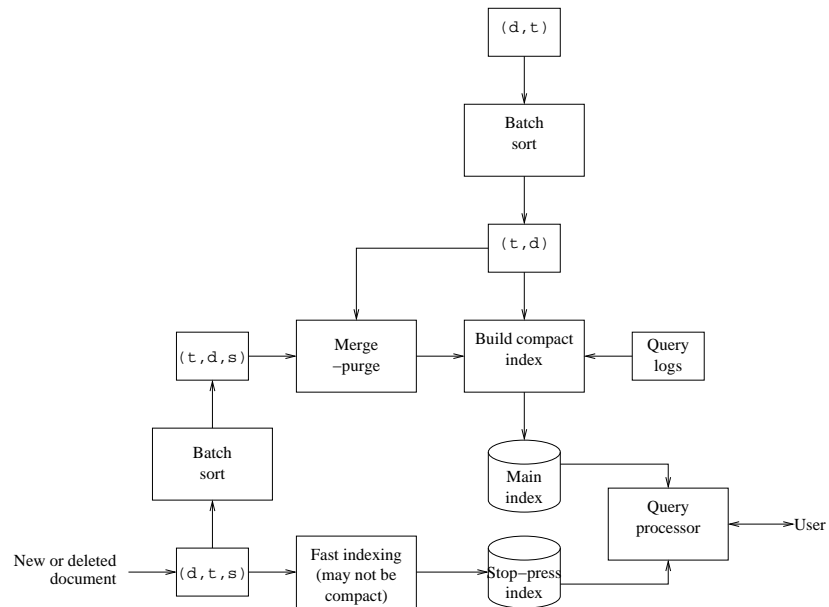 (d,t)
Batch
sort
(t,d)
(t,d,s)
Merge
−purge
Build compact
index
Query
logs
Batch
sort
Main
index
Query
processor
User
New or deleted
document
(d,t,s)
Fast indexing
(may not be
compact)
Stop−press
index